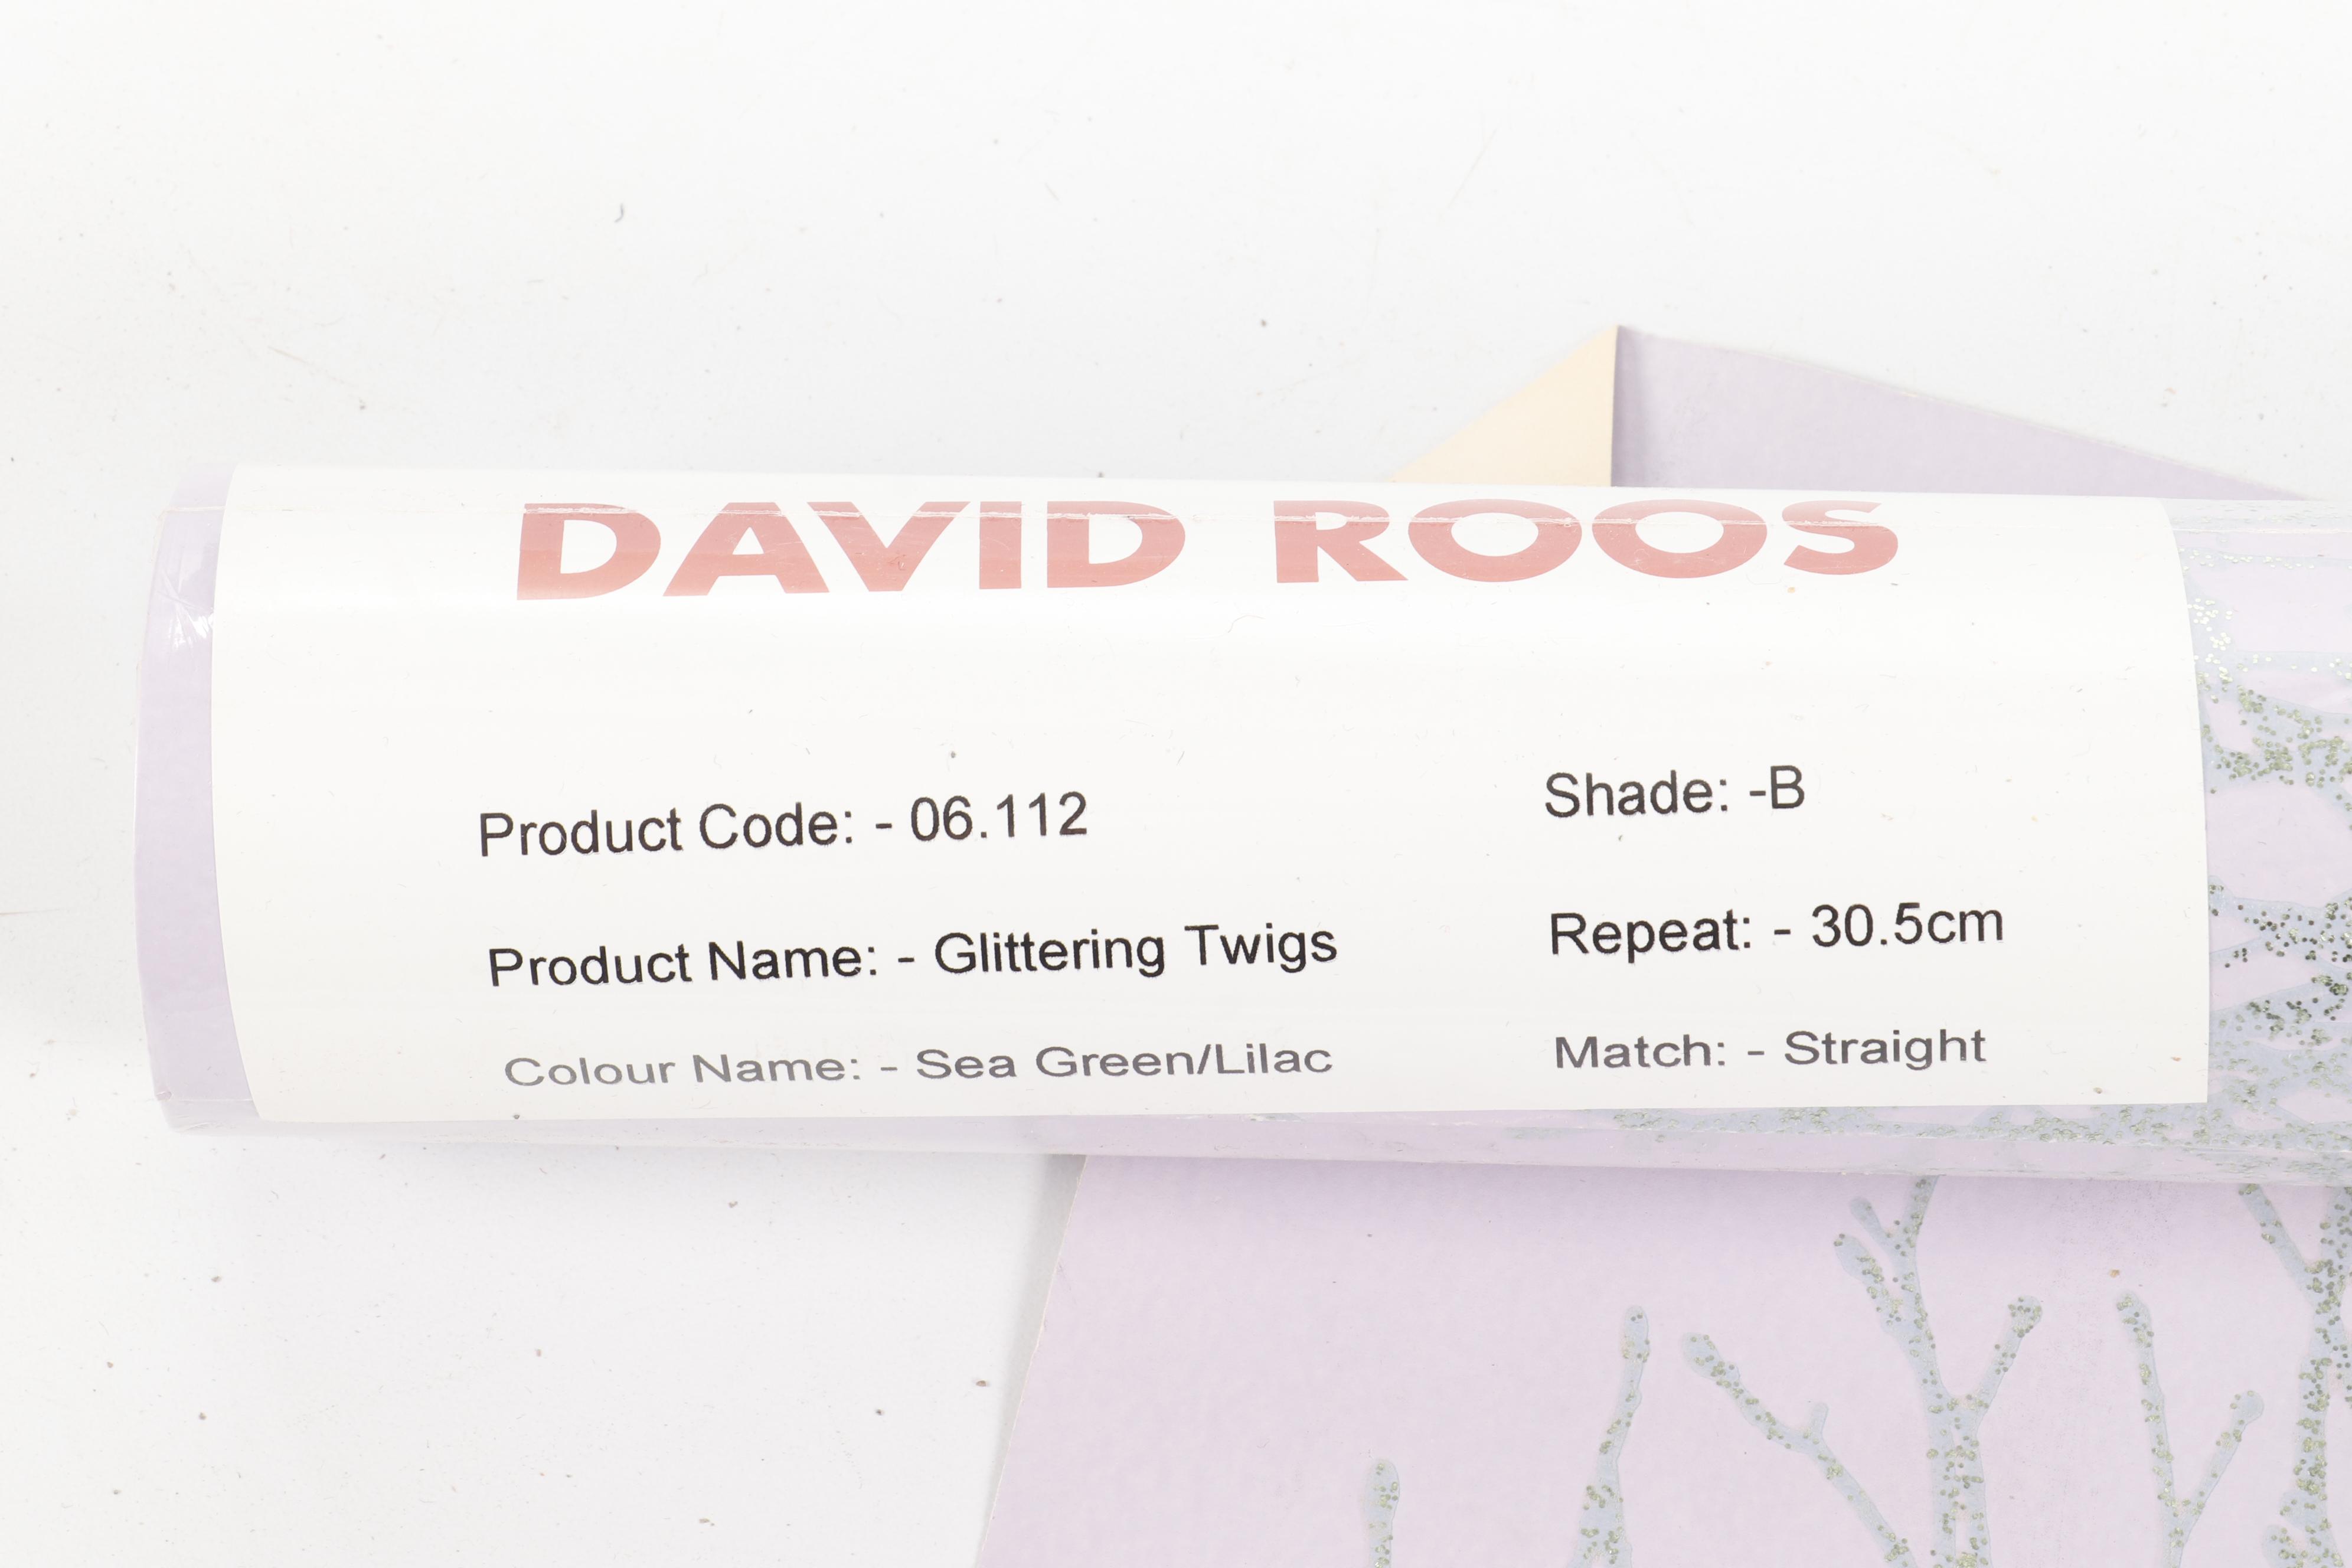 DAVID ROOS
Product Code: - 06.112
Shade: -B
Product Name: - Glittering Twigs
Repeat: - 30.5cm
Colour Name: - Sea Green/Lilac
Match: - Straight